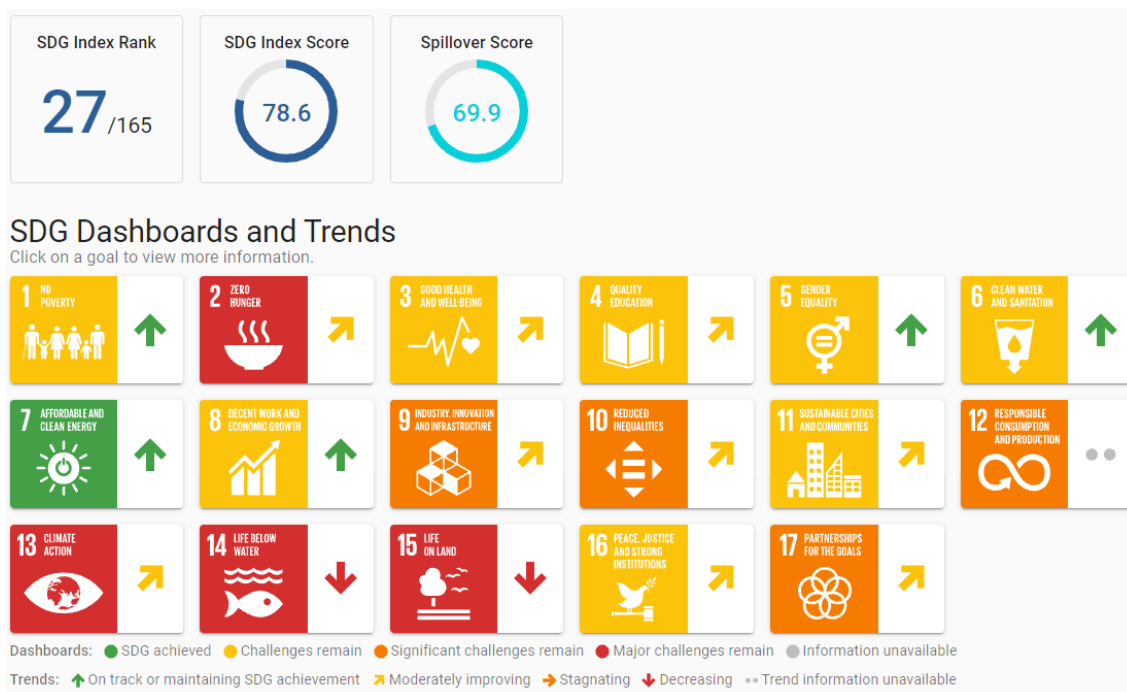 SDG Index Rank
27/165
SDG Index Score
78.6
Spillover Score
69.9
SDG Dashboards and Trends
Click on a goal to view more information.
1 NO
POVERTY
2 ZERO
HUNGER
3 GOOD HEALTH
AND WELL-BEING
4 QUALITY
EDUCATION
5 GENDER
EQUALITY
6 CLEAN WATER
AND SANITATION
7 AFFORDABLE AND
CLEAN ENERGY
8 DECENT WORK AND
ECONOMIC GROWTH
9 INDUSTRY, INNOVATION
AND INFRASTRUCTURE
10 REDUCED
INEQUALITIES
11 SUSTAINABLE CITIES
AND COMMUNITIES
12 RESPONSIBLE
CONSUMPTION
AND PRODUCTION
13 CLIMATE
ACTION
14 LIFE BELOW
WATER
15 LIFE
ON LAND
16 PEACE, JUSTICE
AND STRONG
INSTITUTIONS
17 PARTNERSHIPS
FOR THE GOALS
Dashboards: SDG achieved Challenges remain Significant challenges remain Major challenges remain Information unavailable
Trends: On track or maintaining SDG achievement Moderately improving Stagnating Decreasing Trend information unavailable